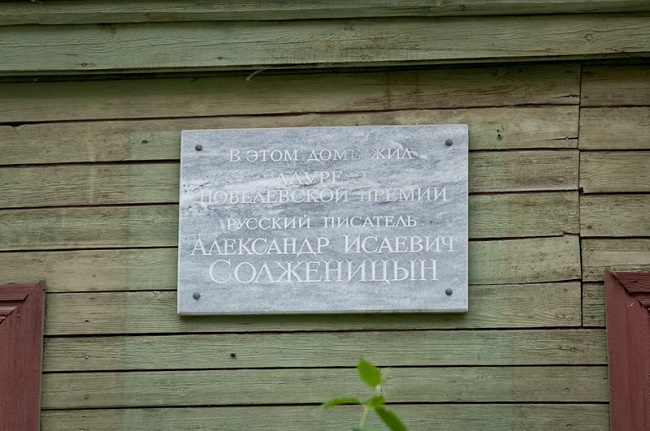 В ЭТОМ ДОМЕ ЖИЛ
ЛАУРЕАТ
НОБЕЛЕВСКОЙ ПРЕМИИ
РУССКИЙ ПИСАТЕЛЬ
АЛЕКСАНДР ИСАЕВИЧ
СОЛЖЕНИЦЫН